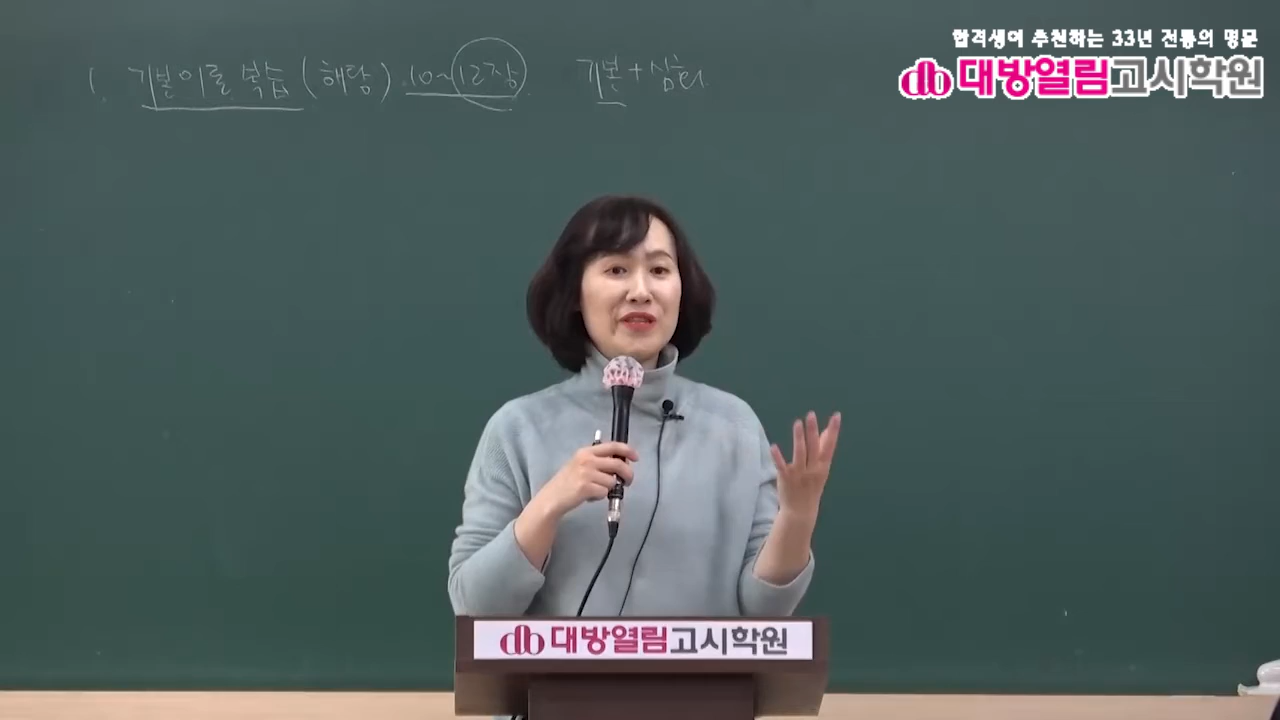 1. 기본이론 복습 (해당) 10~12장) 기본+심화
합격생이 추천하는 33년 전통의 명문
대방열림고시학원
대방열림고시학원